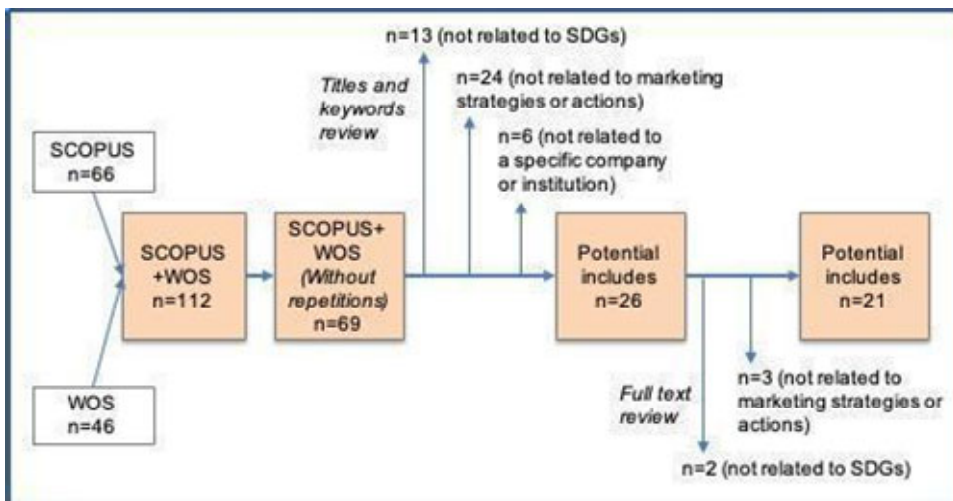 n=13 (not related to SDGs)
Titles and
keywords
review
n=24 (not related to marketing
strategies or actions)
n=6 (not related to
a specific company
or institution)
SCOPUS
n=66
SCOPUS
+WOS
n=112
SCOPUS+
WOS
(Without
repetitions)
n=69
Potential
includes
n=26
Potential
includes
n=21
WOS
n=46
Full text
review
n=3 (not related to
marketing strategies or
actions)
n=2 (not related to SDGs)